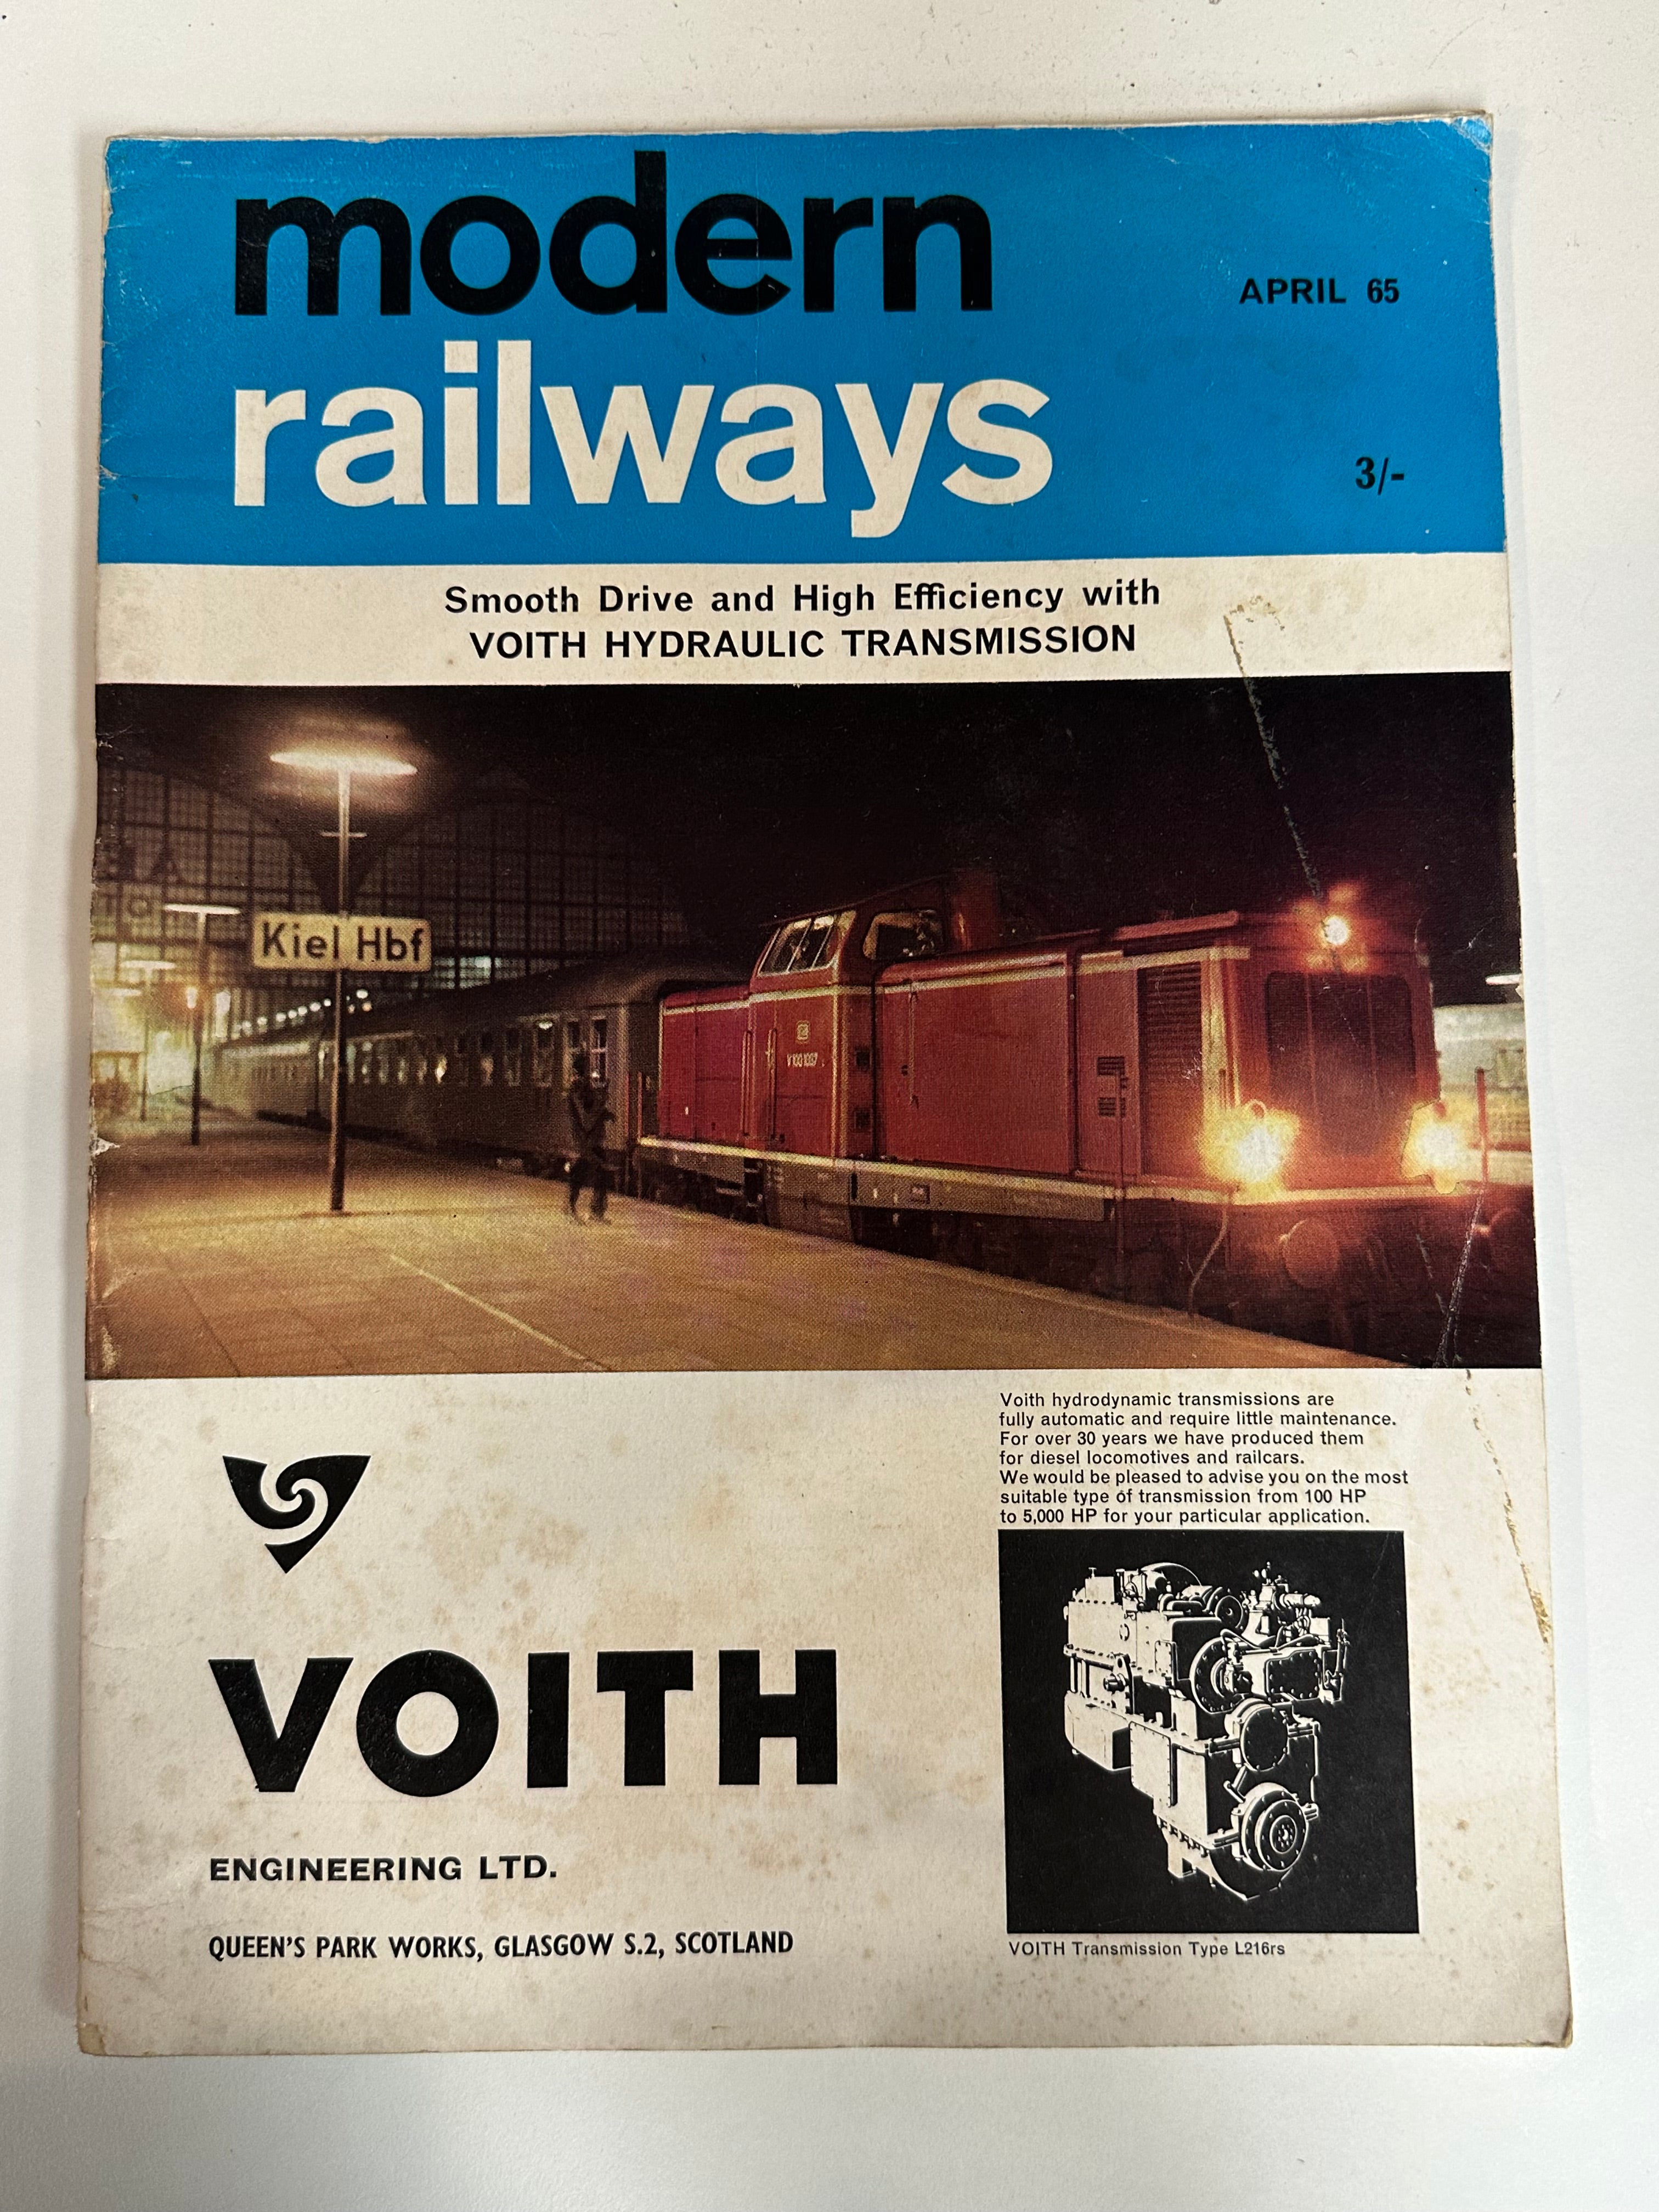 modern
APRIL 65
railways
3/-
Smooth Drive and High Efficiency with
VOITH HYDRAULIC TRANSMISSION
Kiel Hbf
Voith hydrodynamic transmissions are
fully automatic and require little maintenance.
For over 30 years we have produced them
for diesel locomotives and railcars.
We would be pleased to advise you on the most
suitable type of transmission from 100 HP
to 5,000 HP for your particular application.
VOITH
ENGINEERING LTD.
QUEEN'S PARK WORKS, GLASGOW S.2, SCOTLAND
VOITH Transmission Type L216rs